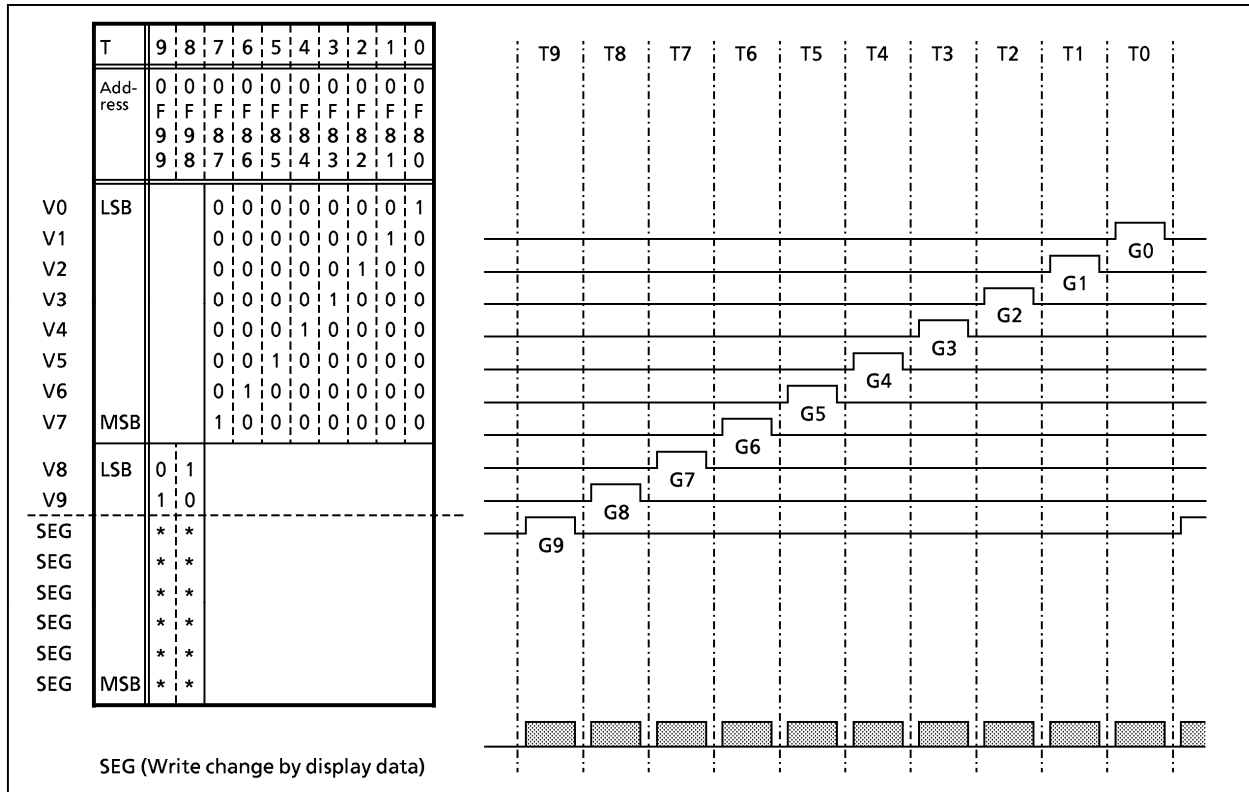 T 9 8 7 6 5 4 3 2 1 0
Add-
ress
0 0 0 0 0 0 0 0 0 0
F F F F F F F F F F
9 9 8 8 8 8 8 8 8 8
9 8 7 6 5 4 3 2 1 0
V0 LSB 0 0 0 0 0 0 0 1
V1 0 0 0 0 0 0 1 0
V2 0 0 0 0 0 1 0 0
V3 0 0 0 0 1 0 0 0
V4 0 0 0 1 0 0 0 0
V5 0 0 1 0 0 0 0 0
V6 0 1 0 0 0 0 0 0
V7 MSB 1 0 0 0 0 0 0 0
V8 LSB 0 1
V9 1 0
SEG * *
SEG * *
SEG * *
SEG * *
SEG * *
SEG MSB * *
SEG (Write change by display data)
T9 T8 T7 T6 T5 T4 T3 T2 T1 T0
G0
G1
G2
G3
G4
G5
G6
G7
G8
G9